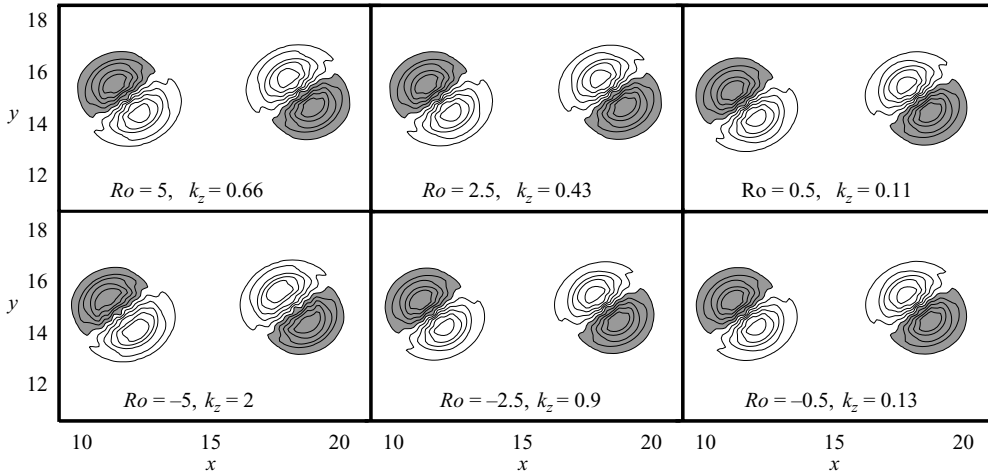 18
16
y
14
12
Ro = 5, k_z = 0.66
Ro = 2.5, k_z = 0.43
Ro = 0.5, k_z = 0.11
18
16
y
14
12
Ro = –5, k_z = 2
Ro = –2.5, k_z = 0.9
Ro = –0.5, k_z = 0.13
10 15 20 10 15 20 10 15 20
x x x